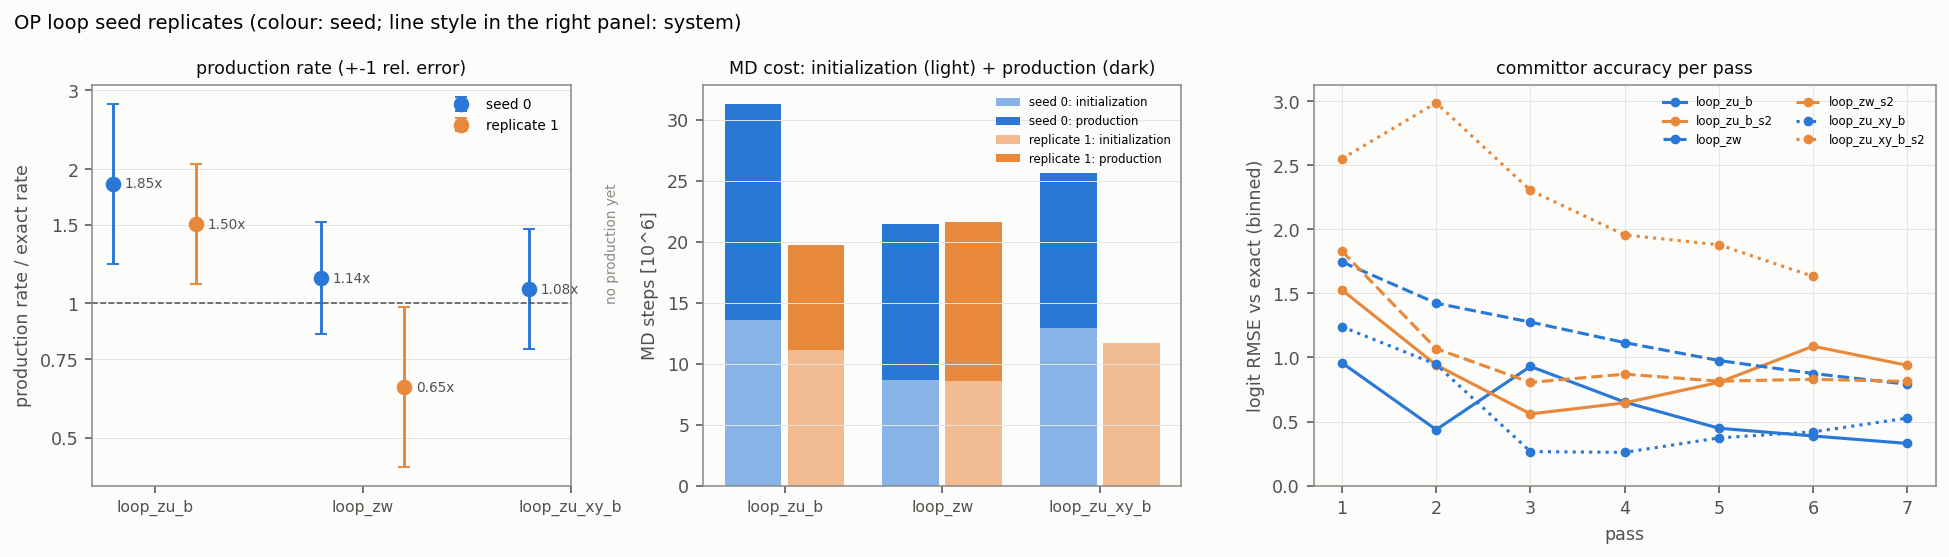 OP loop seed replicates (colour: seed; line style in the right panel: system)
production rate (+-1 rel. error)
production rate / exact rate
3
2
1.5
1
0.75
0.5
seed 0
replicate 1
1.85x
1.50x
1.14x
0.65x
1.08x
no production yet
loop_zu_b
loop_zw
loop_zu_xy_b
MD cost: initialization (light) + production (dark)
MD steps [10^6]
30
25
20
15
10
5
0
seed 0: initialization
seed 0: production
replicate 1: initialization
replicate 1: production
loop_zu_b
loop_zw
loop_zu_xy_b
committor accuracy per pass
logit RMSE vs exact (binned)
3.0
2.5
2.0
1.5
1.0
0.5
0.0
loop_zu_b
loop_zu_b_s2
loop_zw
loop_zw_s2
loop_zu_xy_b
loop_zu_xy_b_s2
1 2 3 4 5 6 7
pass